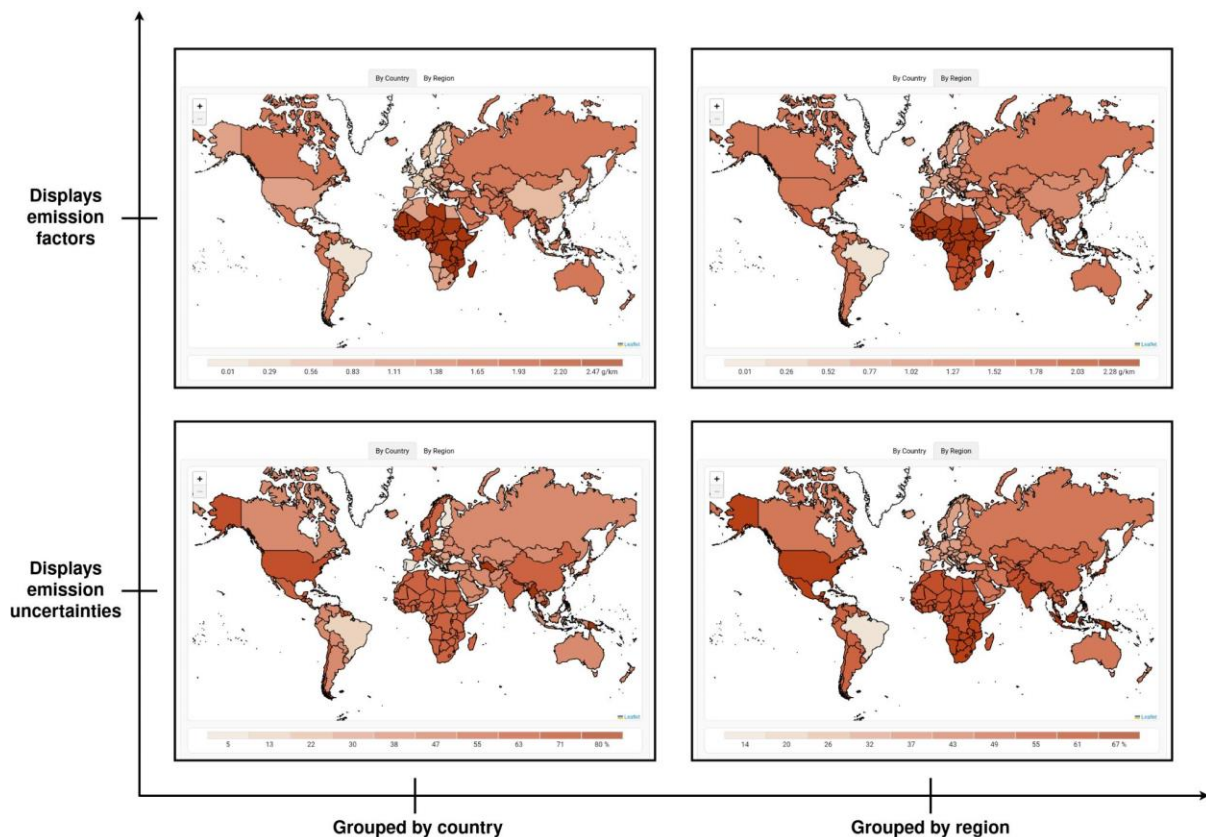 By Country By Region
+
−
Leaflet
0.01 0.29 0.56 0.83 1.11 1.38 1.65 1.93 2.20 2.47 g/km
By Country By Region
+
−
Leaflet
0.01 0.26 0.52 0.77 1.02 1.27 1.52 1.78 2.03 2.28 g/km
Displays
emission
factors
By Country By Region
+
−
Leaflet
5 13 22 30 38 47 55 63 71 80 %
By Country By Region
+
−
Leaflet
14 20 26 32 37 43 49 55 61 67 %
Displays
emission
uncertainties
Grouped by country
Grouped by region